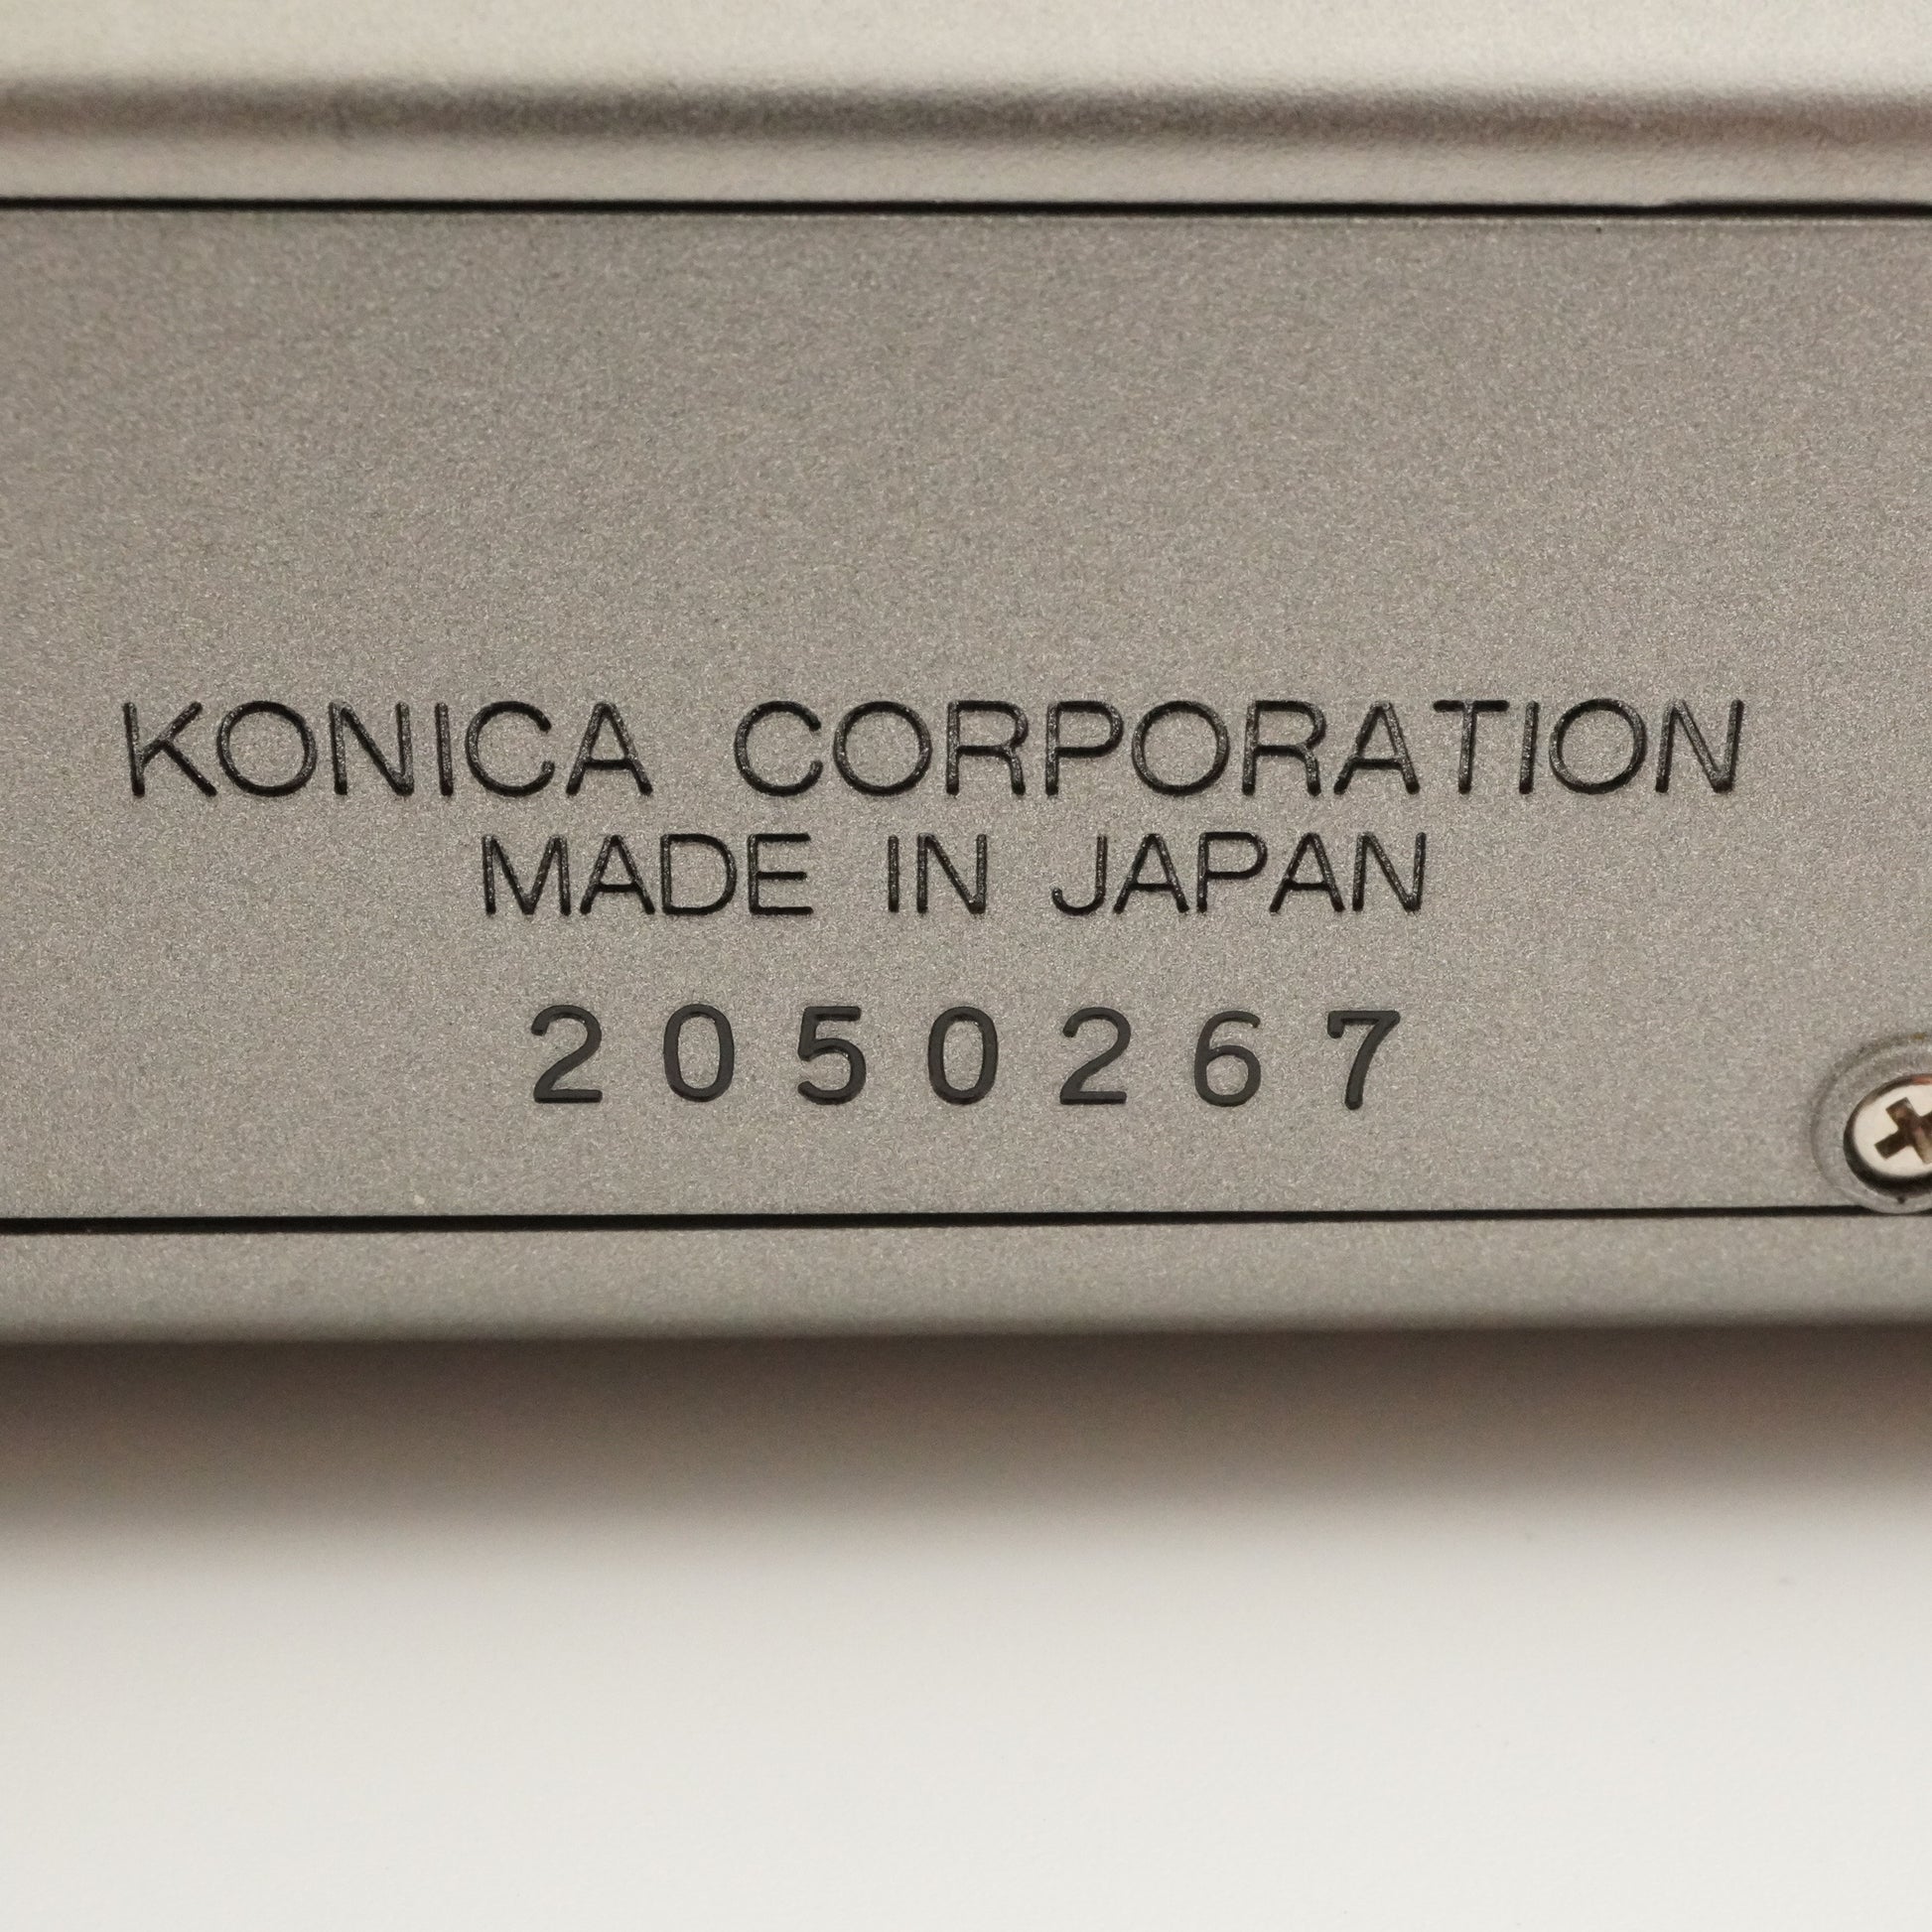 KONICA CORPORATION
MADE IN JAPAN
2050267